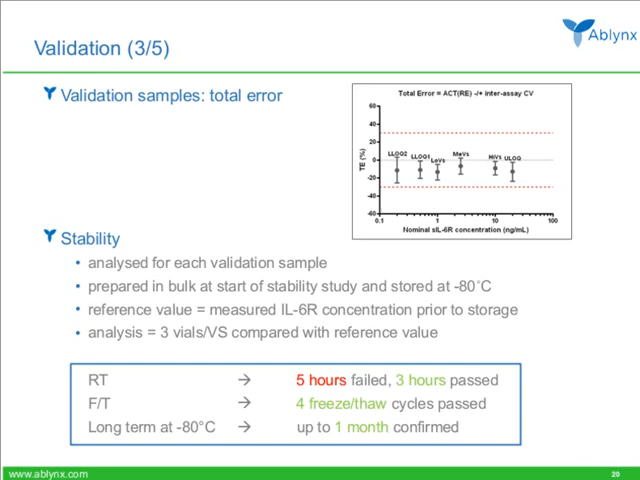 Ablynx
Validation (3/5)
Validation samples: total error
Total Error = ACT(RE) -/+ inter-assay CV
60
40
20
0
-20
-40
-60
TE (%)
LLOQ2
LLOQ1
LoVs
MeVs
HiVs
ULOQ
0.1
1
10
100
Nominal sIL-6R concentration (ng/mL)
Stability
• analysed for each validation sample
• prepared in bulk at start of stability study and stored at -80˚C
• reference value = measured IL-6R concentration prior to storage
• analysis = 3 vials/VS compared with reference value
RT → 5 hours failed, 3 hours passed
F/T → 4 freeze/thaw cycles passed
Long term at -80°C → up to 1 month confirmed
www.ablynx.com
20